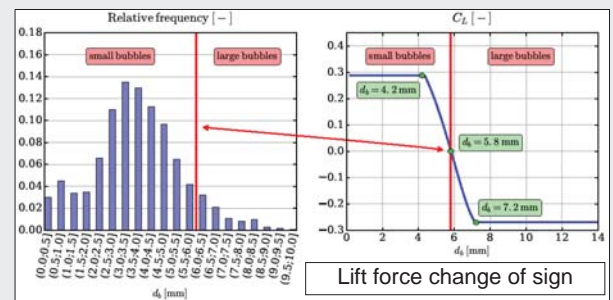 Relative frequency [−]
0.18
0.16
0.14
0.12
0.10
0.08
0.06
0.04
0.02
0.00
small bubbles
large bubbles
(0.0;0.5]
(0.5;1.0]
(1.0;1.5]
(1.5;2.0]
(2.0;2.5]
(2.5;3.0]
(3.0;3.5]
(3.5;4.0]
(4.0;4.5]
(4.5;5.0]
(5.0;5.5]
(5.5;6.0]
(6.0;6.5]
(6.5;7.0]
(7.0;7.5]
(7.5;8.0]
(8.0;8.5]
(8.5;9.0]
(9.0;9.5]
(9.5;10.0]
d_b [mm]
C_L [−]
0.4
0.3
0.2
0.1
0.0
−0.1
−0.2
−0.3
small bubbles
large bubbles
d_b = 4.2 mm
d_b = 5.8 mm
d_b = 7.2 mm
0 2 4 6 8 10 12 14
d_b [mm]
Lift force change of sign